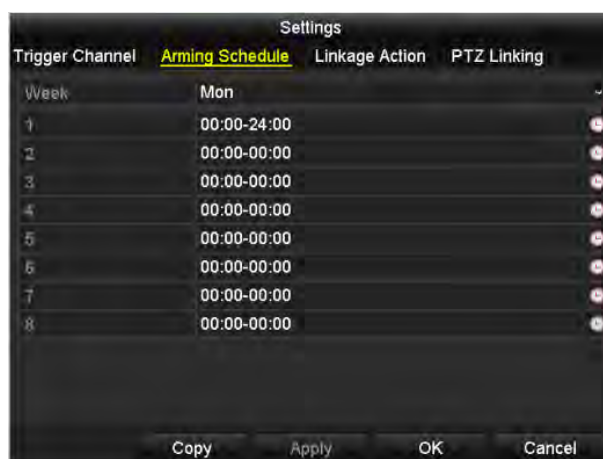 Settings
Trigger Channel Arming Schedule Linkage Action PTZ Linking
Week Mon
1 00:00-24:00
2 00:00-00:00
3 00:00-00:00
4 00:00-00:00
5 00:00-00:00
6 00:00-00:00
7 00:00-00:00
8 00:00-00:00
Copy Apply OK Cancel